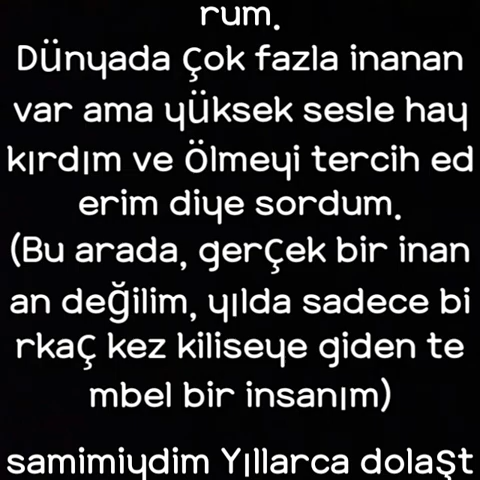 rum.
Dünyada çok fazla inanan
var ama yüksek sesle hay
kırdım ve ölmeyi tercih ed
erim diye sordum.
(Bu arada, gerçek bir inan
an değilim, yılda sadece bi
rkaç kez kiliseye giden te
mbel bir insanım)
samimiydim Yıllarca dolaşt